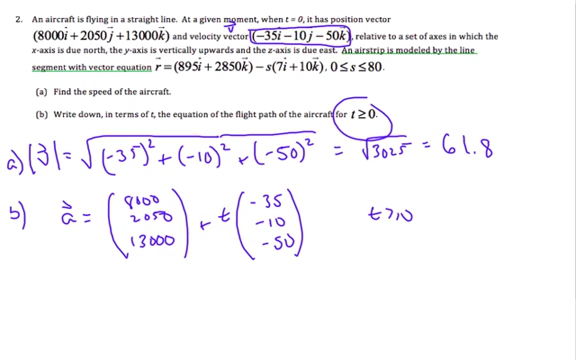 2. An aircraft is flying in a straight line. At a given moment, when t = 0, it has position vector
(8000i + 2050j + 13000k) and velocity vector (−35i − 10j − 50k), relative to a set of axes in which the
x-axis is due north, the y-axis is vertically upwards and the z-axis is due east. An airstrip is modeled by the line
segment with vector equation r = (895i + 2850k) − s(7i + 10k), 0 ≤ s ≤ 80.
(a) Find the speed of the aircraft.
(b) Write down, in terms of t, the equation of the flight path of the aircraft for t ≥ 0.
a) |v| = √(-35)² + (-10)² + (-50)² = √3025 = 61.8
b) a = (8000 2050 13000) + t (-35 -10 -50) t ≥ 0